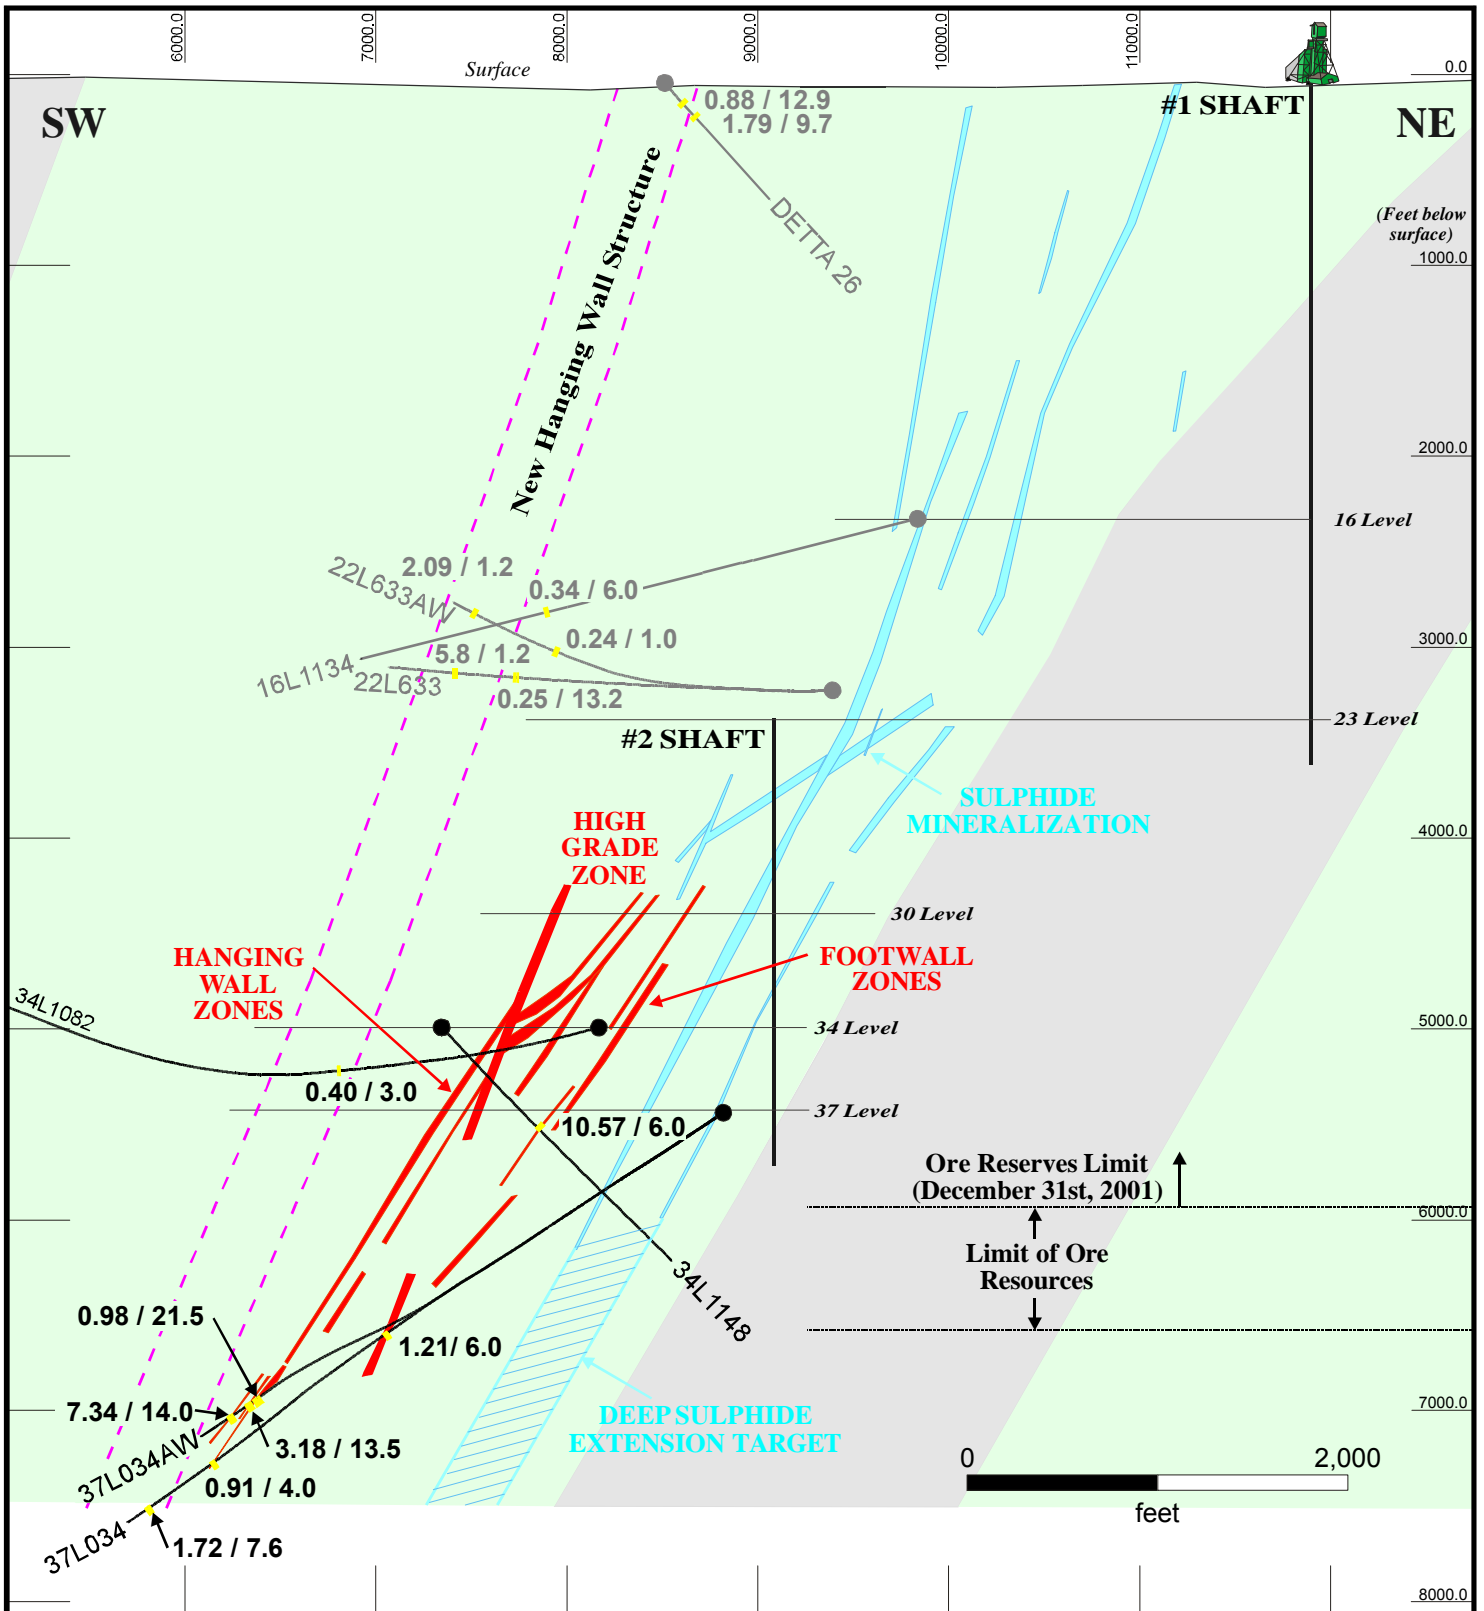 6000.0
7000.0
8000.0
9000.0
10000.0
11000.0
Surface
0.0
SW
NE
#1 SHAFT
0.88 / 12.9
1.79 / 9.7
New Hanging Wall Structure
DETTA 26
(Feet below
surface)
1000.0
2000.0
16 Level
2.09 / 1.2
22L633AW
0.34 / 6.0
0.24 / 1.0
3000.0
5.8 / 1.2
16L1134
22L633
0.25 / 13.2
23 Level
#2 SHAFT
SULPHIDE
MINERALIZATION
HIGH
GRADE
ZONE
4000.0
30 Level
HANGING
WALL
ZONES
FOOTWALL
ZONES
34L1082
34 Level
5000.0
0.40 / 3.0
37 Level
10.57 / 6.0
Ore Reserves Limit
(December 31st, 2001)
6000.0
Limit of Ore
Resources
34L1148
0.98 / 21.5
1.21/ 6.0
7.34 / 14.0
7000.0
DEEP SULPHIDE
EXTENSION TARGET
37L034AW
3.18 / 13.5
0.91 / 4.0
0
2,000
feet
37L034
1.72 / 7.6
8000.0